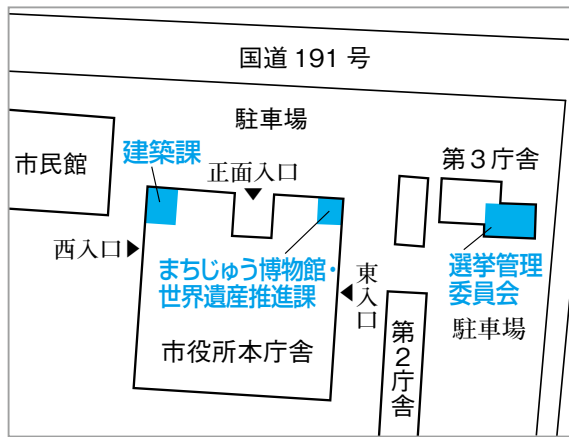 国道 191 号
駐車場
市民館
建築課
正面入口
第3庁舎
西入口
まちじゅう博物館・
世界遺産推進課
東入口
選挙管理
委員会
駐車場
市役所本庁舎
第2庁舎